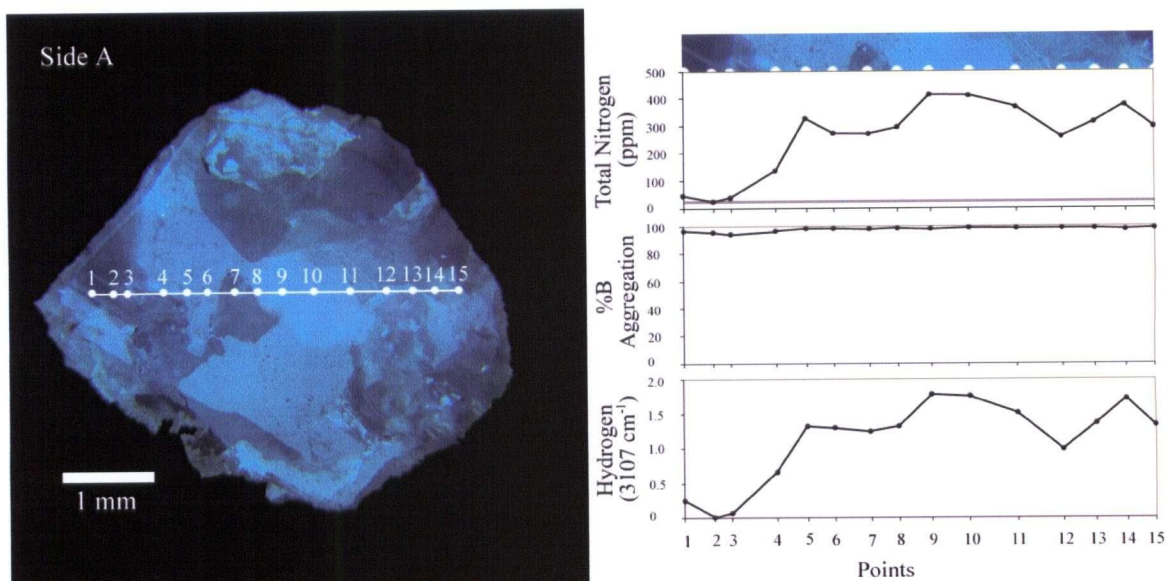 Side A
1 2 3 4 5 6 7 8 9 10 11 12 13 14 15
1 mm
Total Nitrogen
(ppm)
500
400
300
200
100
0
%B
Aggregation
100
80
60
40
20
0
Hydrogen
(3107 cm⁻¹)
2.0
1.5
1.0
0.5
0
1 2 3 4 5 6 7 8 9 10 11 12 13 14 15
Points